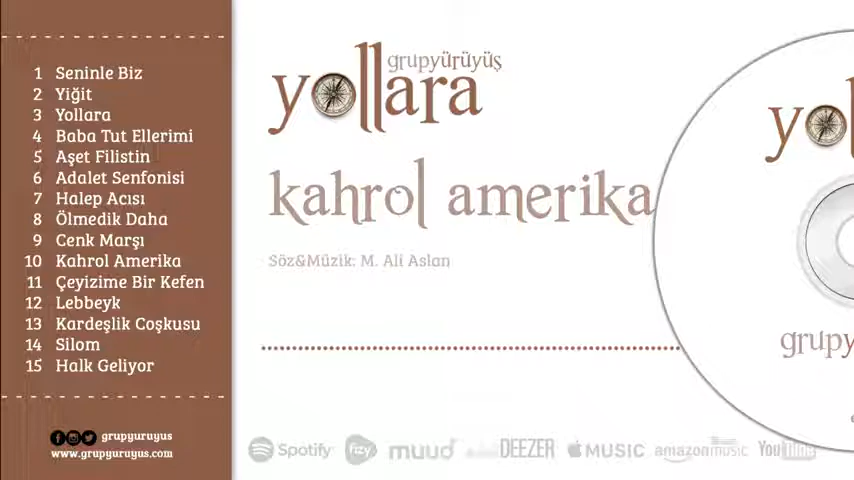 1 Seninle Biz
2 Yiğit
3 Yollara
4 Baba Tut Ellerimi
5 Aşet Filistin
6 Adalet Senfonisi
7 Halep Acısı
8 Ölmedik Daha
9 Cenk Marşı
10 Kahrol Amerika
11 Çeyizime Bir Kefen
12 Lebbeyk
13 Kardeşlik Coşkusu
14 Silom
15 Halk Geliyor
grupyuruyus
www.grupyuruyus.com
grupyürüyüş
yollara
kahrol amerika
Söz&Müzik: M. Ali Aslan
Spotify fizy muud DEEZER MUSIC amazonmusic YouTube
yol
grupy